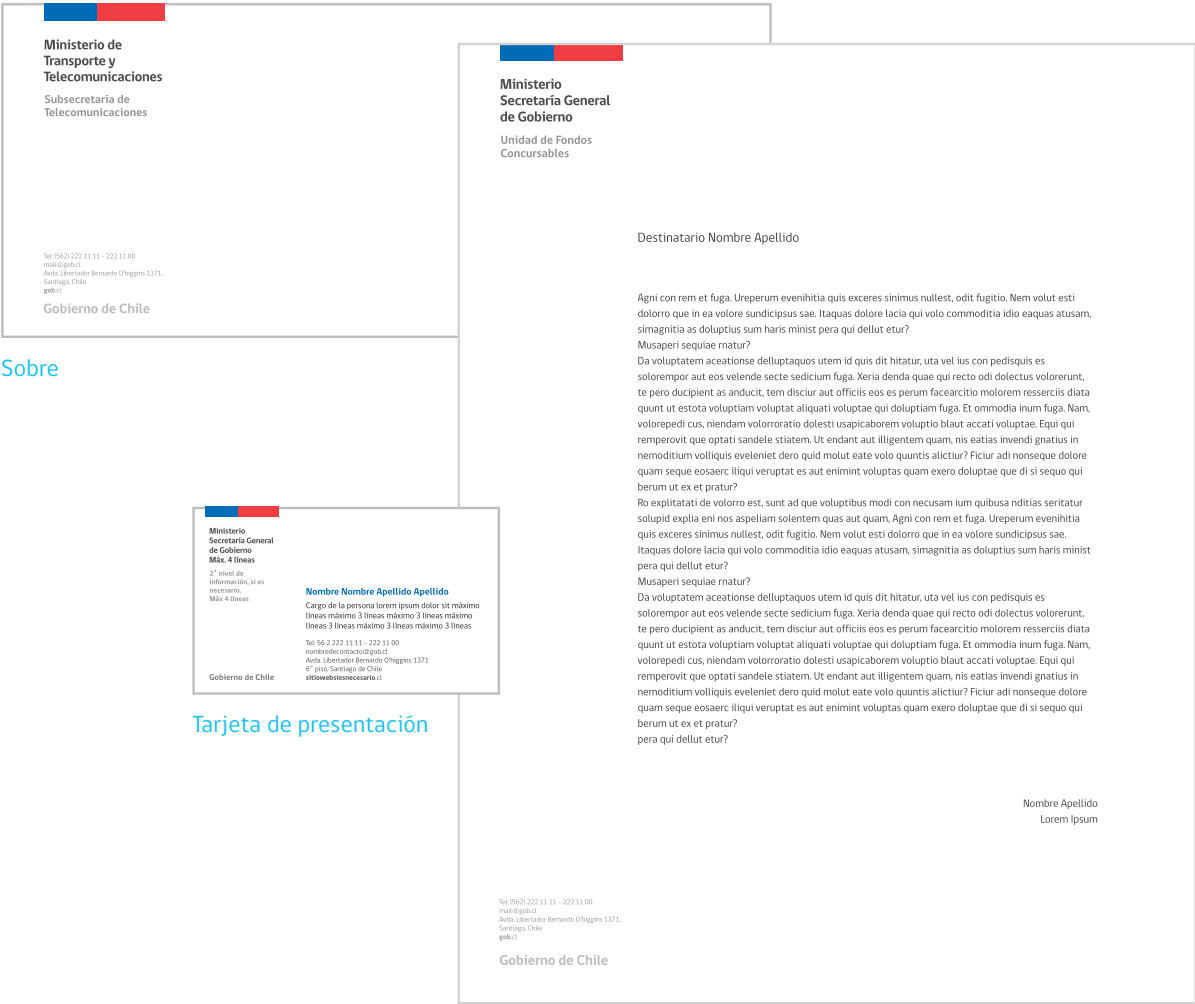 Ministerio de
Transporte y
Telecomunicaciones
Subsecretaría de
Telecomunicaciones
Tel: (562) 222 11 11 - 222 11 00
mail@gob.cl
Avda. Libertador Bernardo O'higgins 1371,
Santiago, Chile
gob.cl
Gobierno de Chile
Sobre
Ministerio
Secretaría General
de Gobierno
Unidad de Fondos
Concursables
Destinatario Nombre Apellido
Agni con rem et fuga. Ureperum evenihitia quis exceres sinimus nullest, odit fugitio. Nem volut esti
dolorro que in ea volore sundicipsus sae. Itaquas dolore lacia qui volo commoditia idio eaquas atusam,
simagnitia as doluptius sum haris minist pera qui dellut etur?
Musaperi sequiae rnatur?
Da voluptatem aceationse delluptaquos utem id quis dit hitatur, uta vel ius con pedisquis es
solorempor aut eos velende secte sedicium fuga. Xeria denda quae qui recto odi dolectus volorerunt,
te pero ducipient as anducit, tem disciur aut officiis eos es perum facearcitio molorem resserciis diata
quunt ut estota voluptiam voluptat aliquati voluptae qui doluptiam fuga. Et ommodia inum fuga. Nam,
volorepedi cus, niendam volorroratio dolesti usapicaborem voluptio blaut accati voluptae. Equi qui
remperovit que optati sandele stiatem. Ut endant aut illigentem quam, nis eatias invendi gnatius in
nemoditium volliquis eveleniet dero quid molut eate volo quuntis alictiur? Ficiur adi nonseque dolore
quam seque eosaerc iliqui veruptat es aut enimint voluptas quam exero doluptae que di si sequo qui
berum ut ex et pratur?
Ro explitatati de volorro est, sunt ad que voluptibus modi con necusam ium quibusa nditias seritatur
solupid explia eni nos aspeliam solentem quas aut quam, Agni con rem et fuga. Ureperum evenihitia
quis exceres sinimus nullest, odit fugitio. Nem volut esti dolorro que in ea volore sundicipsus sae.
Itaquas dolore lacia qui volo commoditia idio eaquas atusam, simagnitia as doluptius sum haris minist
pera qui dellut etur?
Musaperi sequiae rnatur?
Da voluptatem aceationse delluptaquos utem id quis dit hitatur, uta vel ius con pedisquis es
solorempor aut eos velende secte sedicium fuga. Xeria denda quae qui recto odi dolectus volorerunt,
te pero ducipient as anducit, tem disciur aut officiis eos es perum facearcitio molorem resserciis diata
quunt ut estota voluptiam voluptat aliquati voluptae qui doluptiam fuga. Et ommodia inum fuga. Nam,
volorepedi cus, niendam volorroratio dolesti usapicaborem voluptio blaut accati voluptae. Equi qui
remperovit que optati sandele stiatem. Ut endant aut illigentem quam, nis eatias invendi gnatius in
nemoditium volliquis eveleniet dero quid molut eate volo quuntis alictiur? Ficiur adi nonseque dolore
quam seque eosaerc iliqui veruptat es aut enimint voluptas quam exero doluptae que di si sequo qui
berum ut ex et pratur?
pera qui dellut etur?
Nombre Apellido
Lorem Ipsum
Tel: (562) 222 11 11 - 222 11 00
mail@gob.cl
Avda. Libertador Bernardo O'higgins 1371,
Santiago, Chile
gob.cl
Gobierno de Chile
Ministerio
Secretaría General
de Gobierno
Máx. 4 líneas
2° nivel de
información, si es
necesario.
Máx 4 líneas
Gobierno de Chile
Nombre Nombre Apellido Apellido
Cargo de la persona lorem ipsum dolor sit máximo
líneas máximo 3 líneas máximo 3 líneas máximo
líneas 3 líneas máximo 3 líneas máximo 3 líneas
Tel: 56 2 222 11 11 - 222 11 00
nombredecontacto@gob.cl
Avda. Libertador Bernardo O'higgins 1371
6° piso, Santiago de Chile
sitiowebsiesnecesario.cl
Tarjeta de presentación